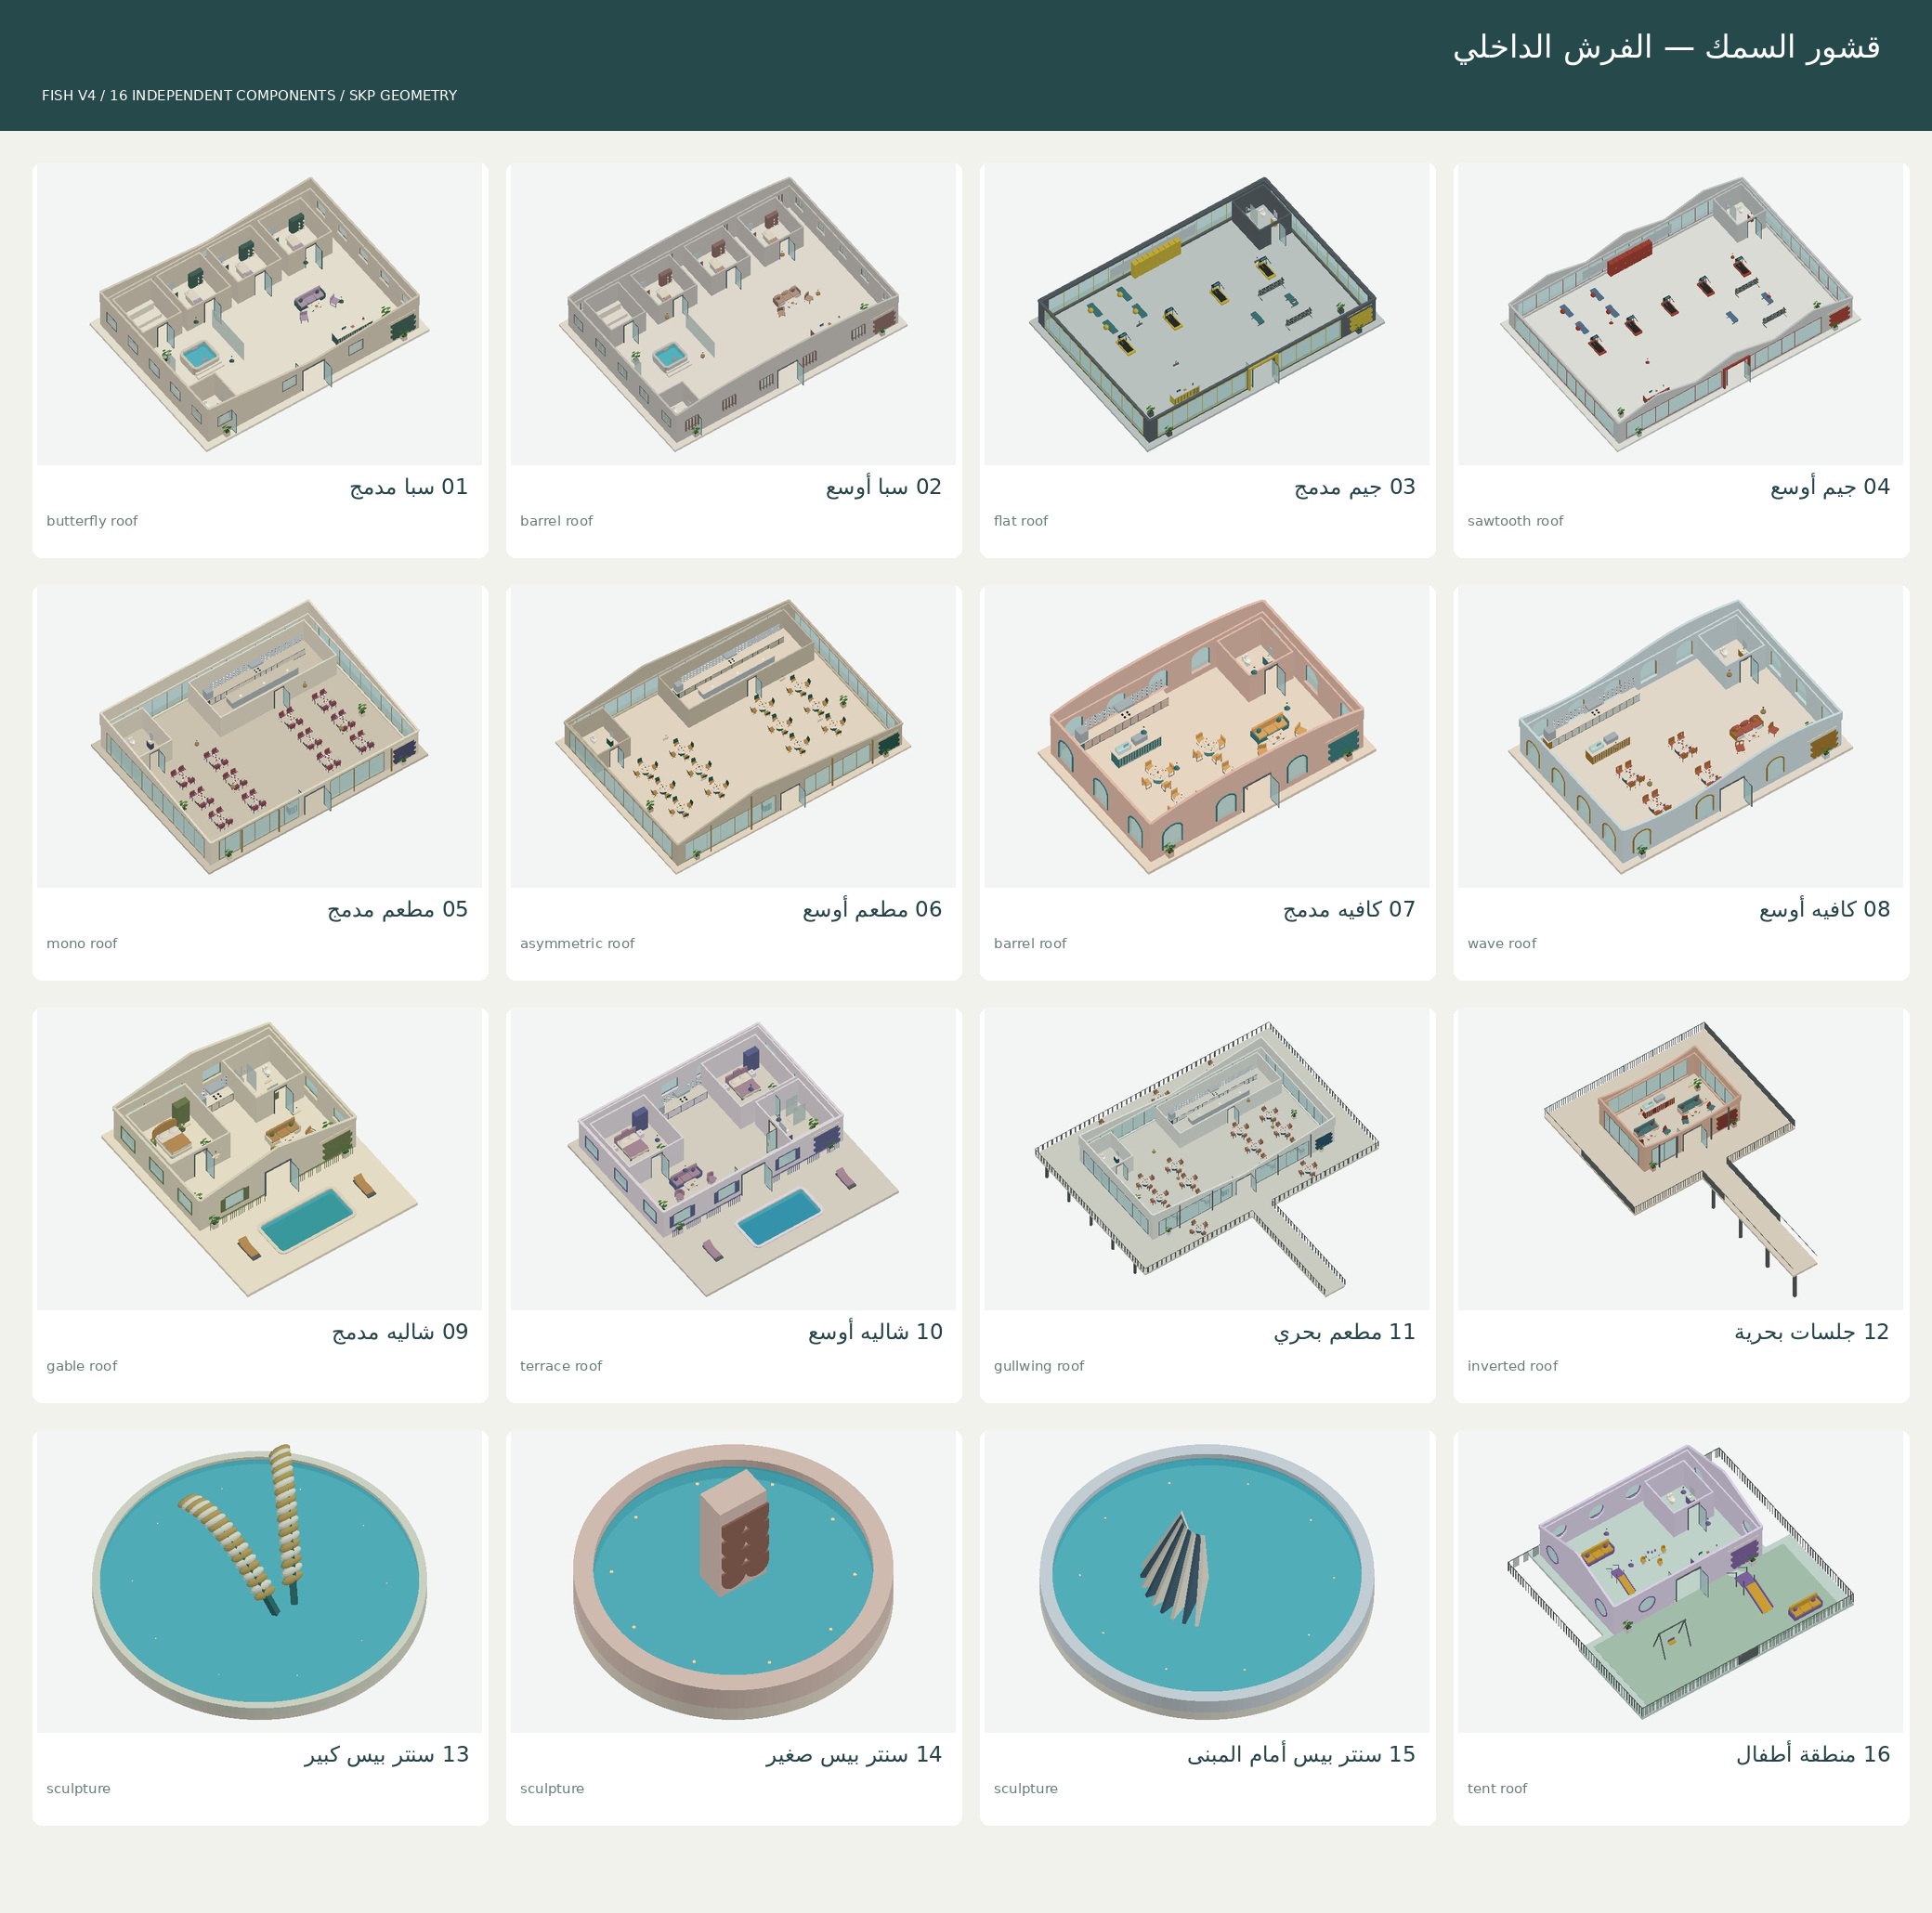 قشور السمك — الفرش الداخلي
FISH V4 / 16 INDEPENDENT COMPONENTS / SKP GEOMETRY
01 سبا مدمج
butterfly roof
02 سبا أوسع
barrel roof
03 جيم مدمج
flat roof
04 جيم أوسع
sawtooth roof
05 مطعم مدمج
mono roof
06 مطعم أوسع
asymmetric roof
07 كافيه مدمج
barrel roof
08 كافيه أوسع
wave roof
09 شاليه مدمج
gable roof
10 شاليه أوسع
terrace roof
11 مطعم بحري
gullwing roof
12 جلسات بحرية
inverted roof
13 سنتر بيس كبير
sculpture
14 سنتر بيس صغير
sculpture
15 سنتر بيس أمام المبنى
sculpture
16 منطقة أطفال
tent roof